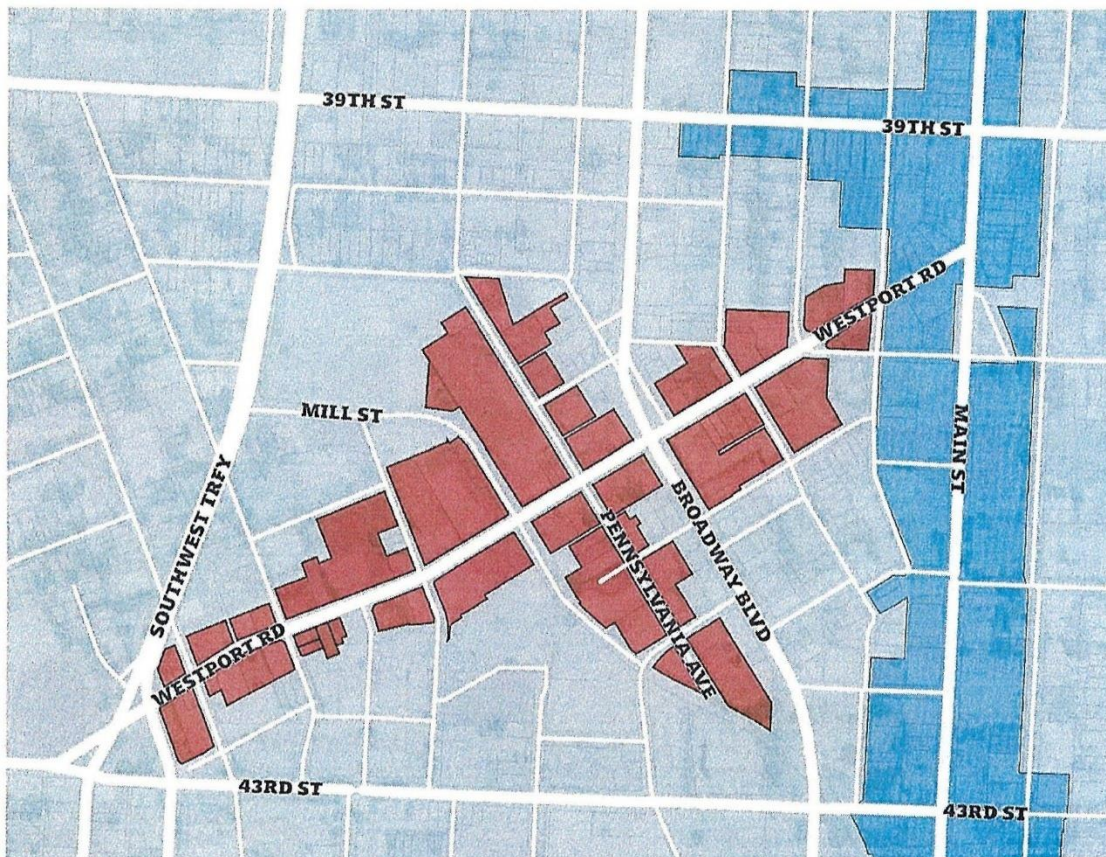 39TH ST
39TH ST
WESTPORT RD
MILL ST
MAIN ST
SOUTHWEST TRFY
BROADWAY BLVD
PENNSYLVANIA AVE
WESTPORT RD
43RD ST
43RD ST